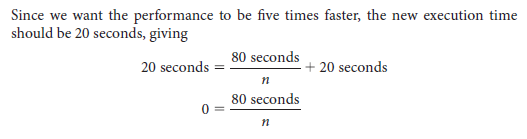 Since we want the performance to be five times faster, the new execution time
should be 20 seconds, giving
20 seconds = 80 seconds / n + 20 seconds
0 = 80 seconds / n